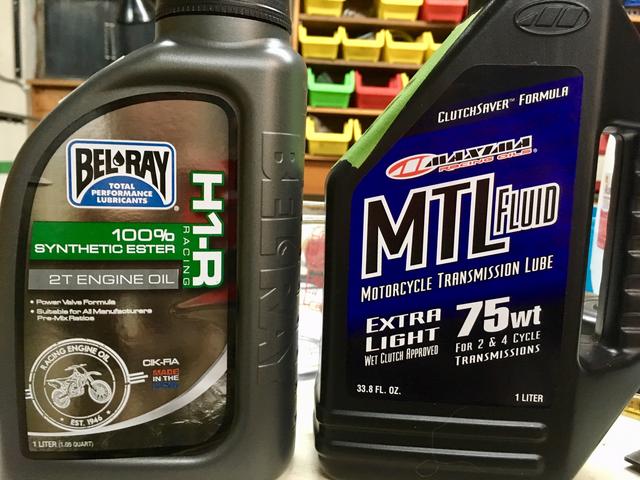 BEL-RAY
TOTAL
PERFORMANCE
LUBRICANTS
®
100%
SYNTHETIC ESTER
H1-R
RACING
2T ENGINE OIL
• Power Valve Formula
• Suitable for All Manufacturers
Pre-Mix Ratios
RACING ENGINE OIL
EST. 1946
CIK-FIA
MADE
IN THE
1 LITER (1.05 QUART)
BELRAY
CLUTCHSAVER™ FORMULA
MAXIMA
RACING OILS®
MTL FLUID
MOTORCYCLE TRANSMISSION LUBE
EXTRA
LIGHT
WET CLUTCH APPROVED
75wt
FOR 2 & 4 CYCLE
TRANSMISSIONS
33.8 FL. OZ.
1 LITER